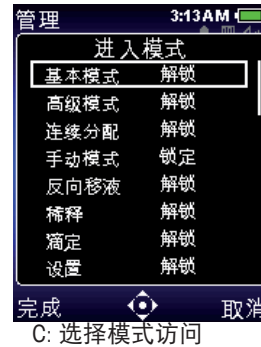 管理 3:13AM
进入模式
基本模式 解锁
高级模式 解锁
连续分配 解锁
手动模式 锁定
反向移液 解锁
稀释 解锁
滴定 解锁
设置 解锁
完成 取消
C: 选择模式访问